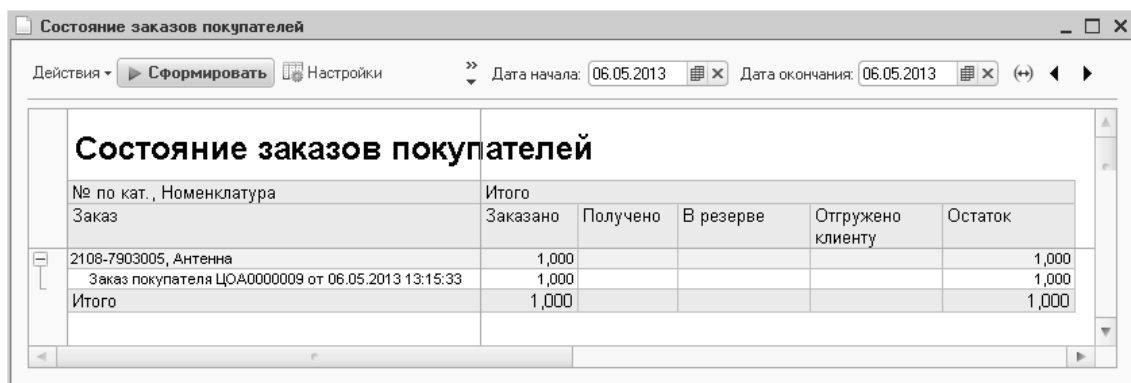 Состояние заказов покупателей
Действия Сформировать Настройки » Дата начала: 06.05.2013 Дата окончания: 06.05.2013
Состояние заказов покупателей
№ по кат., Номенклатура Итого
Заказ Заказано Получено В резерве Отгружено клиенту Остаток
2108-7903005, Антенна 1,000 1,000
Заказ покупателя ЦОА0000009 от 06.05.2013 13:15:33 1,000 1,000
Итого 1,000 1,000